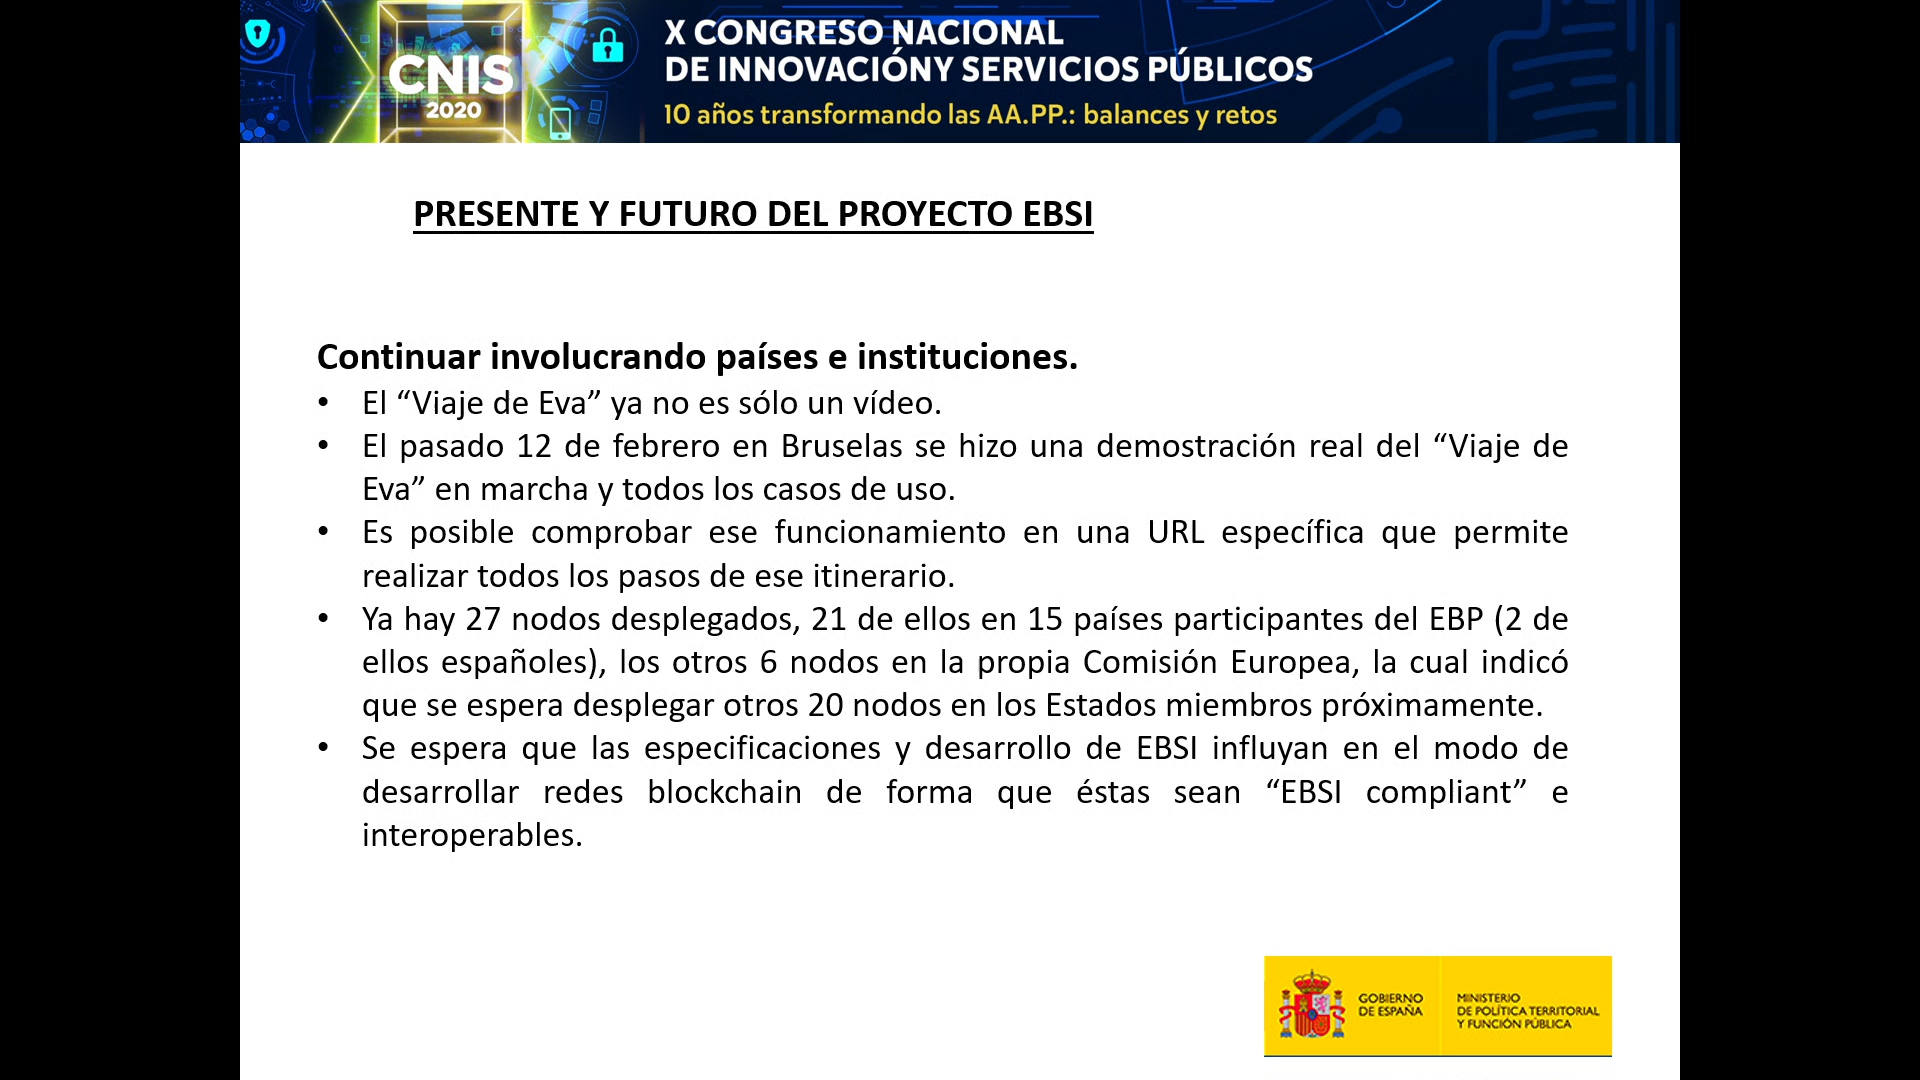 CNIS
2020
X CONGRESO NACIONAL
DE INNOVACIÓNY SERVICIOS PÚBLICOS
10 años transformando las AA.PP.: balances y retos
PRESENTE Y FUTURO DEL PROYECTO EBSI
Continuar involucrando países e instituciones.
• El “Viaje de Eva” ya no es sólo un vídeo.
• El pasado 12 de febrero en Bruselas se hizo una demostración real del “Viaje de
Eva” en marcha y todos los casos de uso.
• Es posible comprobar ese funcionamiento en una URL específica que permite
realizar todos los pasos de ese itinerario.
• Ya hay 27 nodos desplegados, 21 de ellos en 15 países participantes del EBP (2 de
ellos españoles), los otros 6 nodos en la propia Comisión Europea, la cual indicó
que se espera desplegar otros 20 nodos en los Estados miembros próximamente.
• Se espera que las especificaciones y desarrollo de EBSI influyan en el modo de
desarrollar redes blockchain de forma que éstas sean “EBSI compliant” e
interoperables.
GOBIERNO
DE ESPAÑA
MINISTERIO
DE POLÍTICA TERRITORIAL
Y FUNCIÓN PÚBLICA